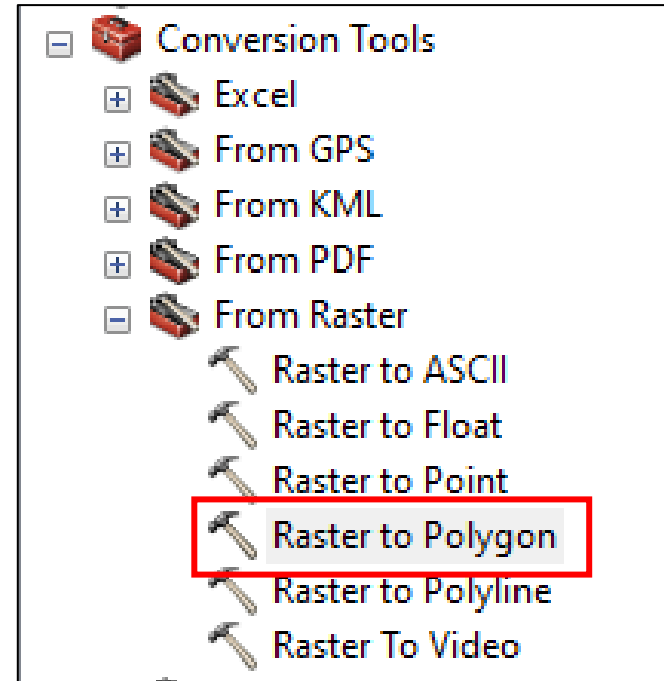 Conversion Tools
Excel
From GPS
From KML
From PDF
From Raster
Raster to ASCII
Raster to Float
Raster to Point
Raster to Polygon
Raster to Polyline
Raster To Video